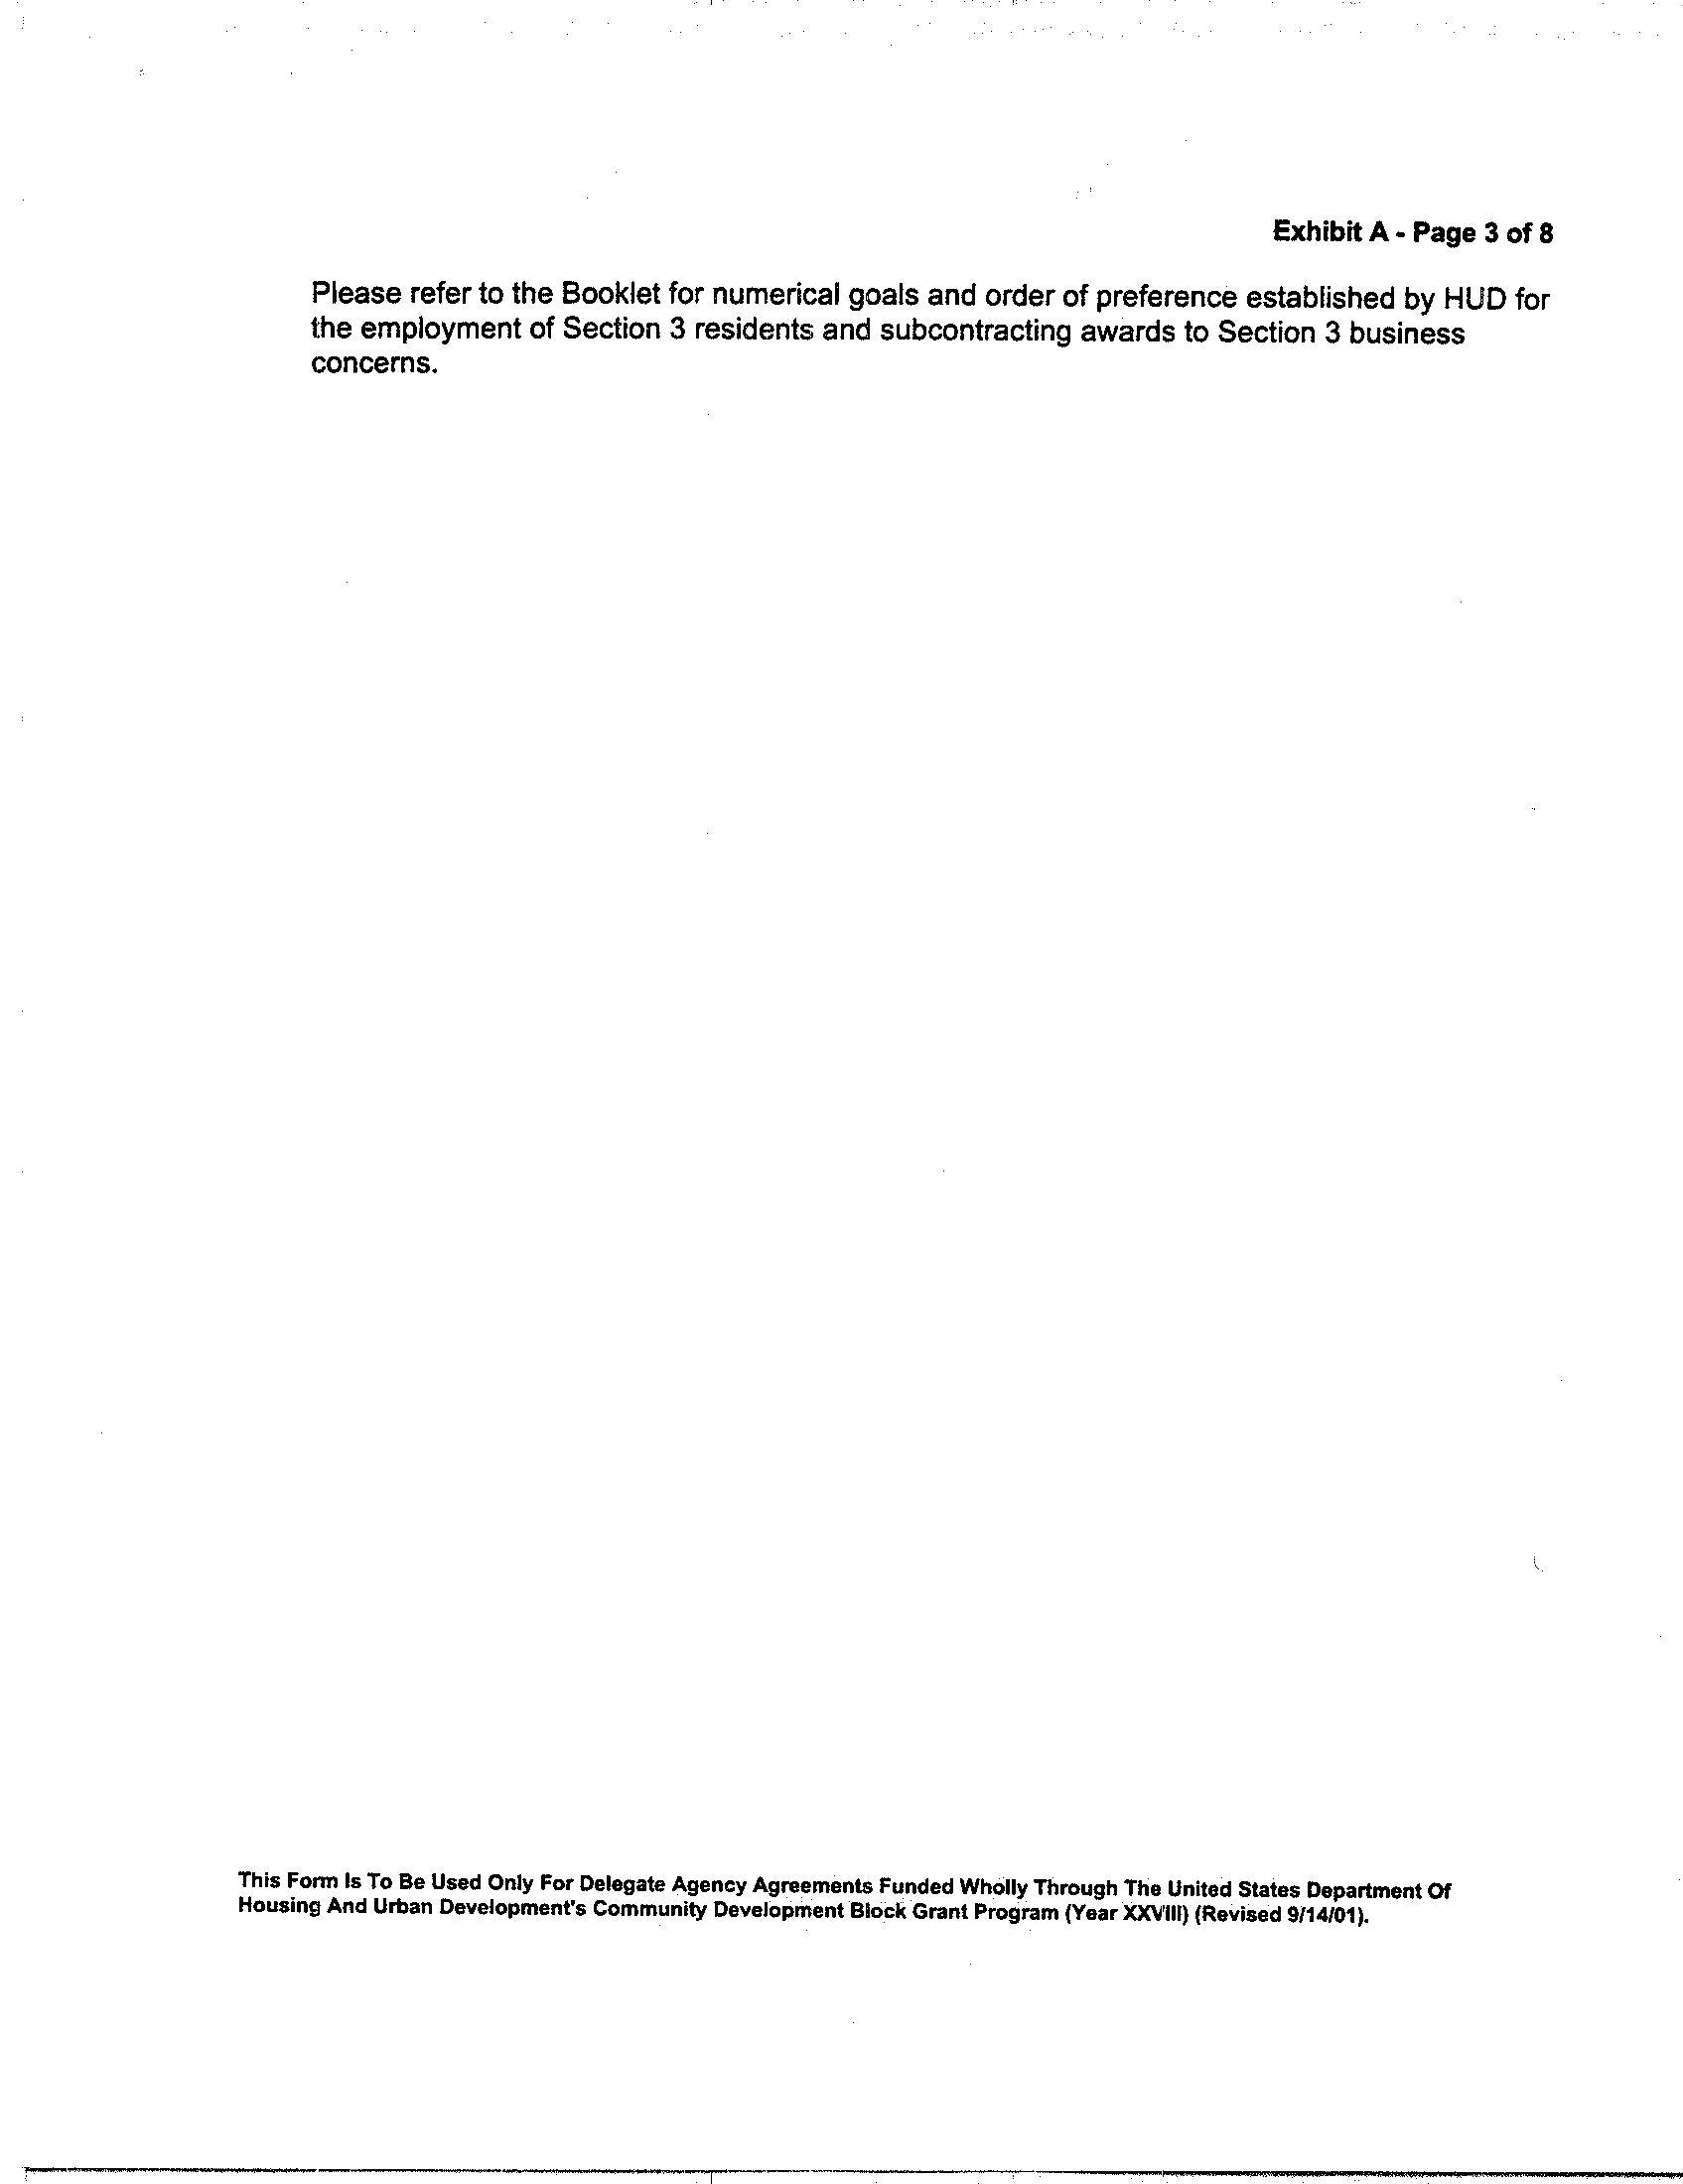 Exhibit A - Page 3 of 8
Please refer to the Booklet for numerical goals and order of preference established by HUD for
the employment of Section 3 residents and subcontracting awards to Section 3 business
concerns.
This Form Is To Be Used Only For Delegate Agency Agreements Funded Wholly Through The United States Department Of
Housing And Urban Development's Community Development Block Grant Program (Year XXVIII) (Revised 9/14/01).